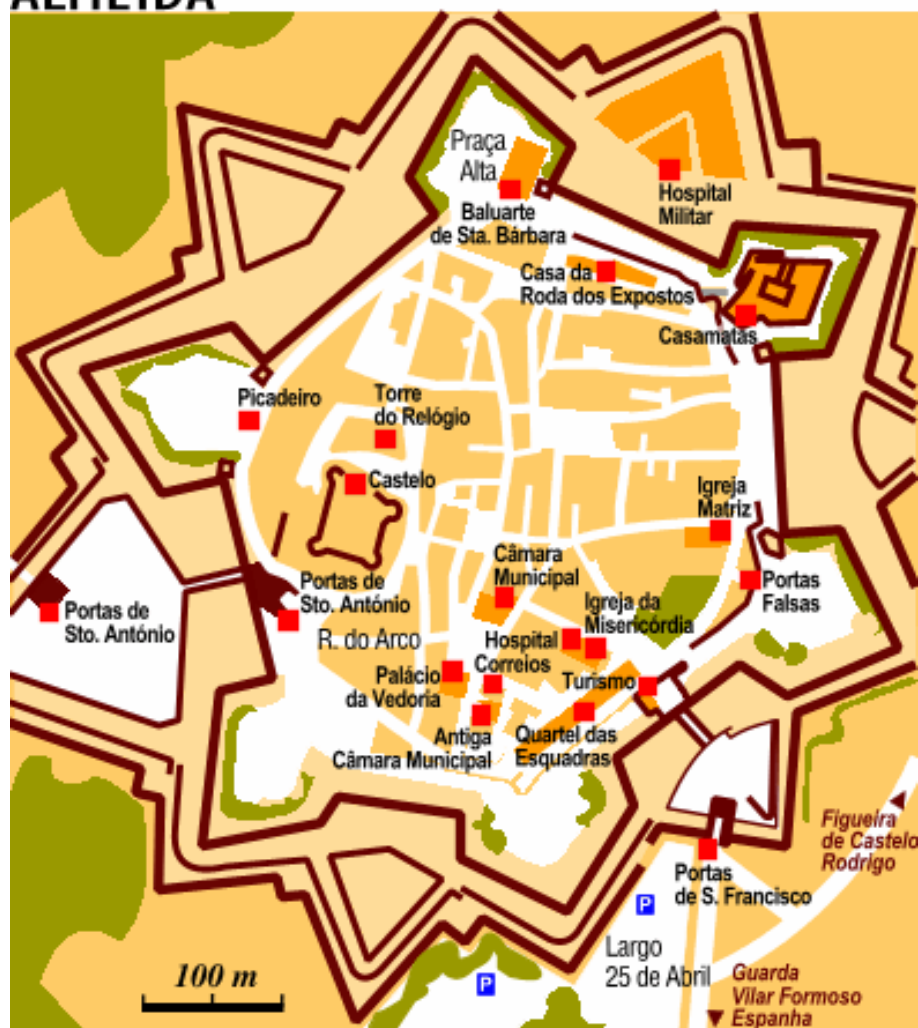 ALMEIDA
Praça
Alta
Baluarte
de Sta. Bárbara
Hospital
Militar
Casa da
Roda dos Expostos
Casamatas
Picadeiro
Torre
do Relógio
Castelo
Igreja
Matriz
Câmara
Municipal
Portas de
Sto. António
Portas de
Sto. António
R. do Arco
Portas
Falsas
Igreja da
Misericórdia
Hospital
Correios
Palácio
da Vedoria
Turismo
Antiga
Câmara Municipal
Quartel das
Esquadras
Figueira
de Castelo
Rodrigo
Portas
de S. Francisco
P
Largo
25 de Abril
P
100 m
Guarda
Vilar Formoso
Espanha